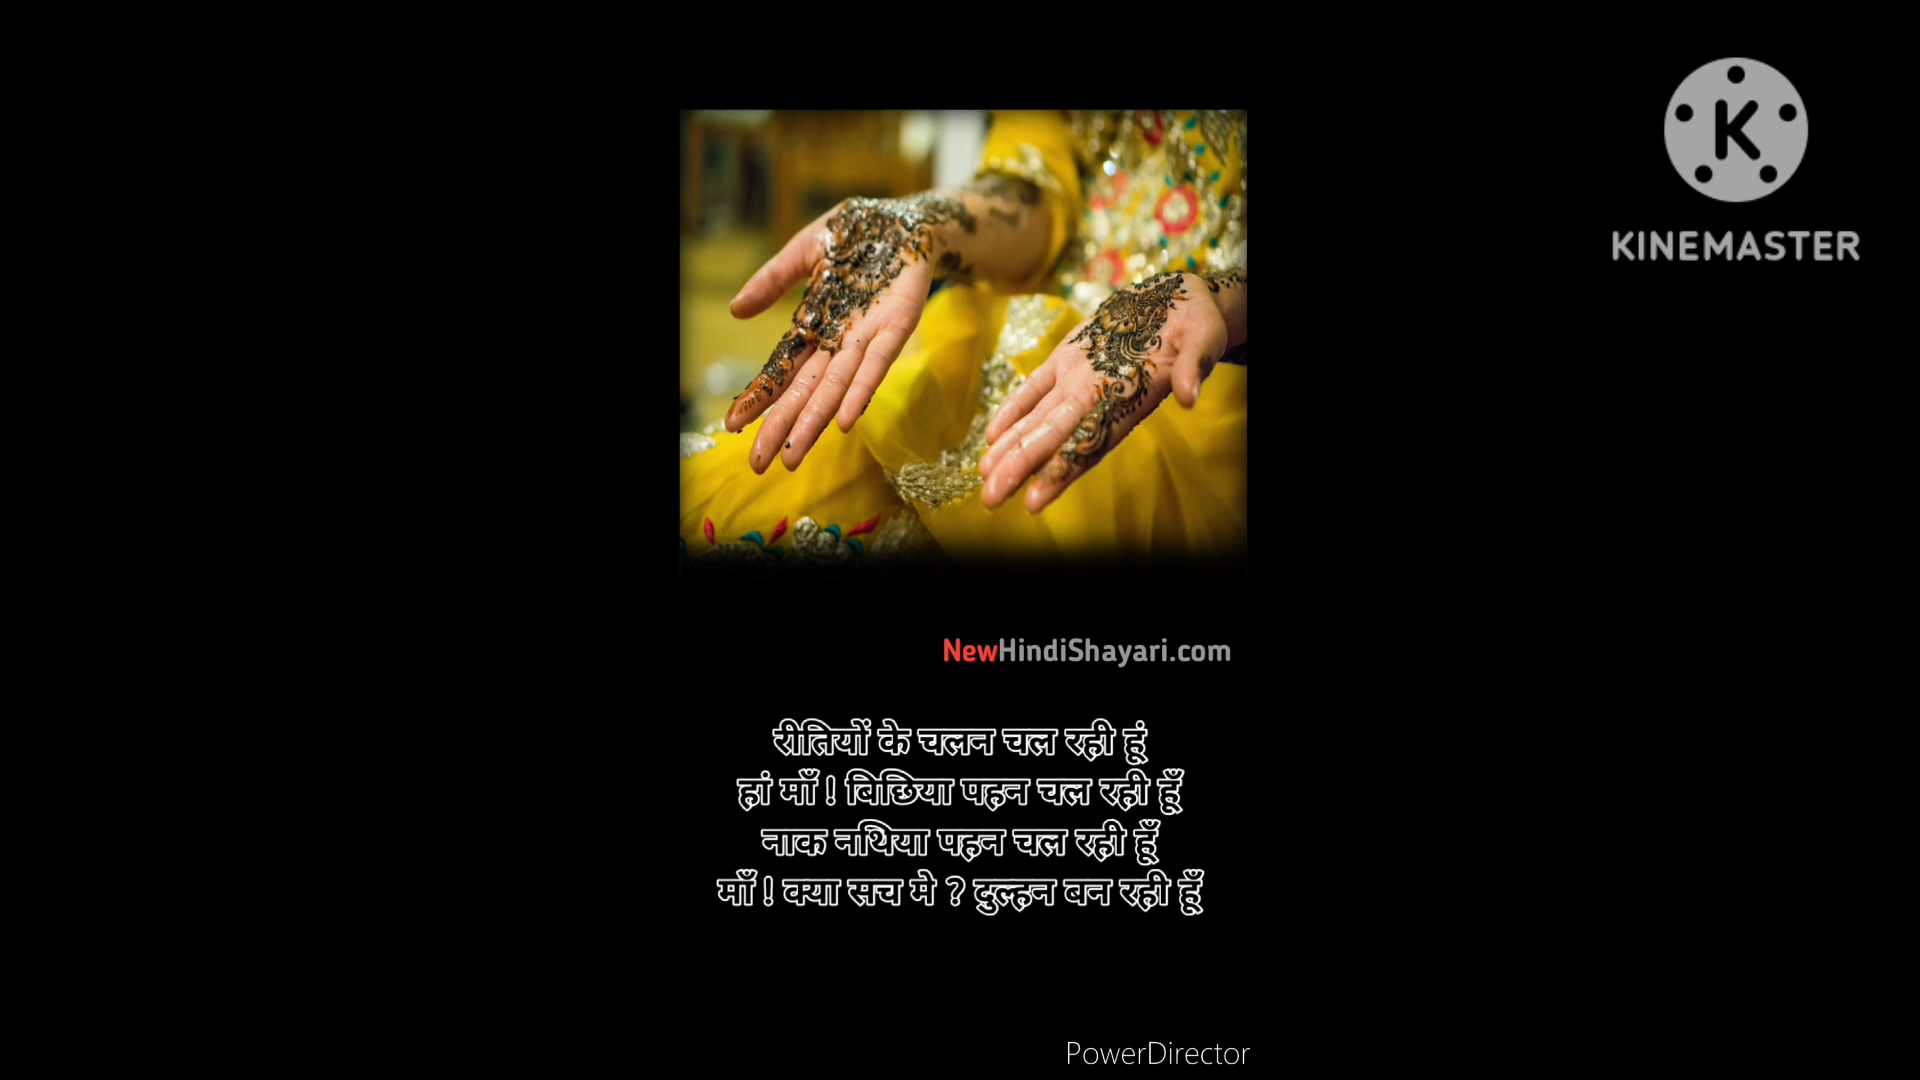 K
KINEMASTER
NewHindiShayari.com
रीतियों के चलन चल रही हूं
हां माँ ! बिछिया पहन चल रही हूँ
नाक नथिया पहन चल रही हूँ
माँ ! क्या सच मे ? दुल्हन बन रही हूँ
PowerDirector